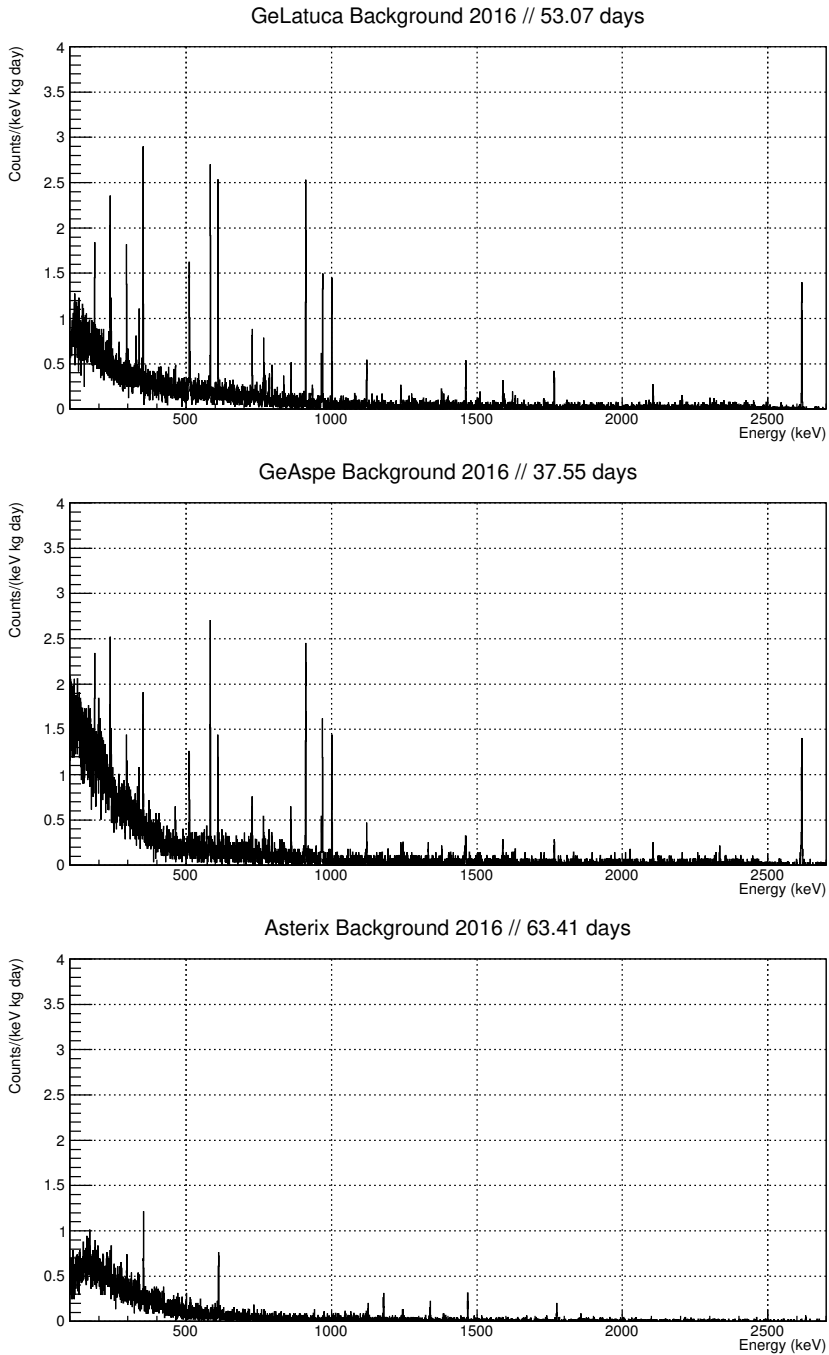 GeLatuca Background 2016 // 53.07 days
Counts/(keV kg day)
4
3.5
3
2.5
2
1.5
1
0.5
0
500 1000 1500 2000 2500
Energy (keV)
GeAspe Background 2016 // 37.55 days
Counts/(keV kg day)
4
3.5
3
2.5
2
1.5
1
0.5
0
500 1000 1500 2000 2500
Energy (keV)
Asterix Background 2016 // 63.41 days
Counts/(keV kg day)
4
3.5
3
2.5
2
1.5
1
0.5
0
500 1000 1500 2000 2500
Energy (keV)